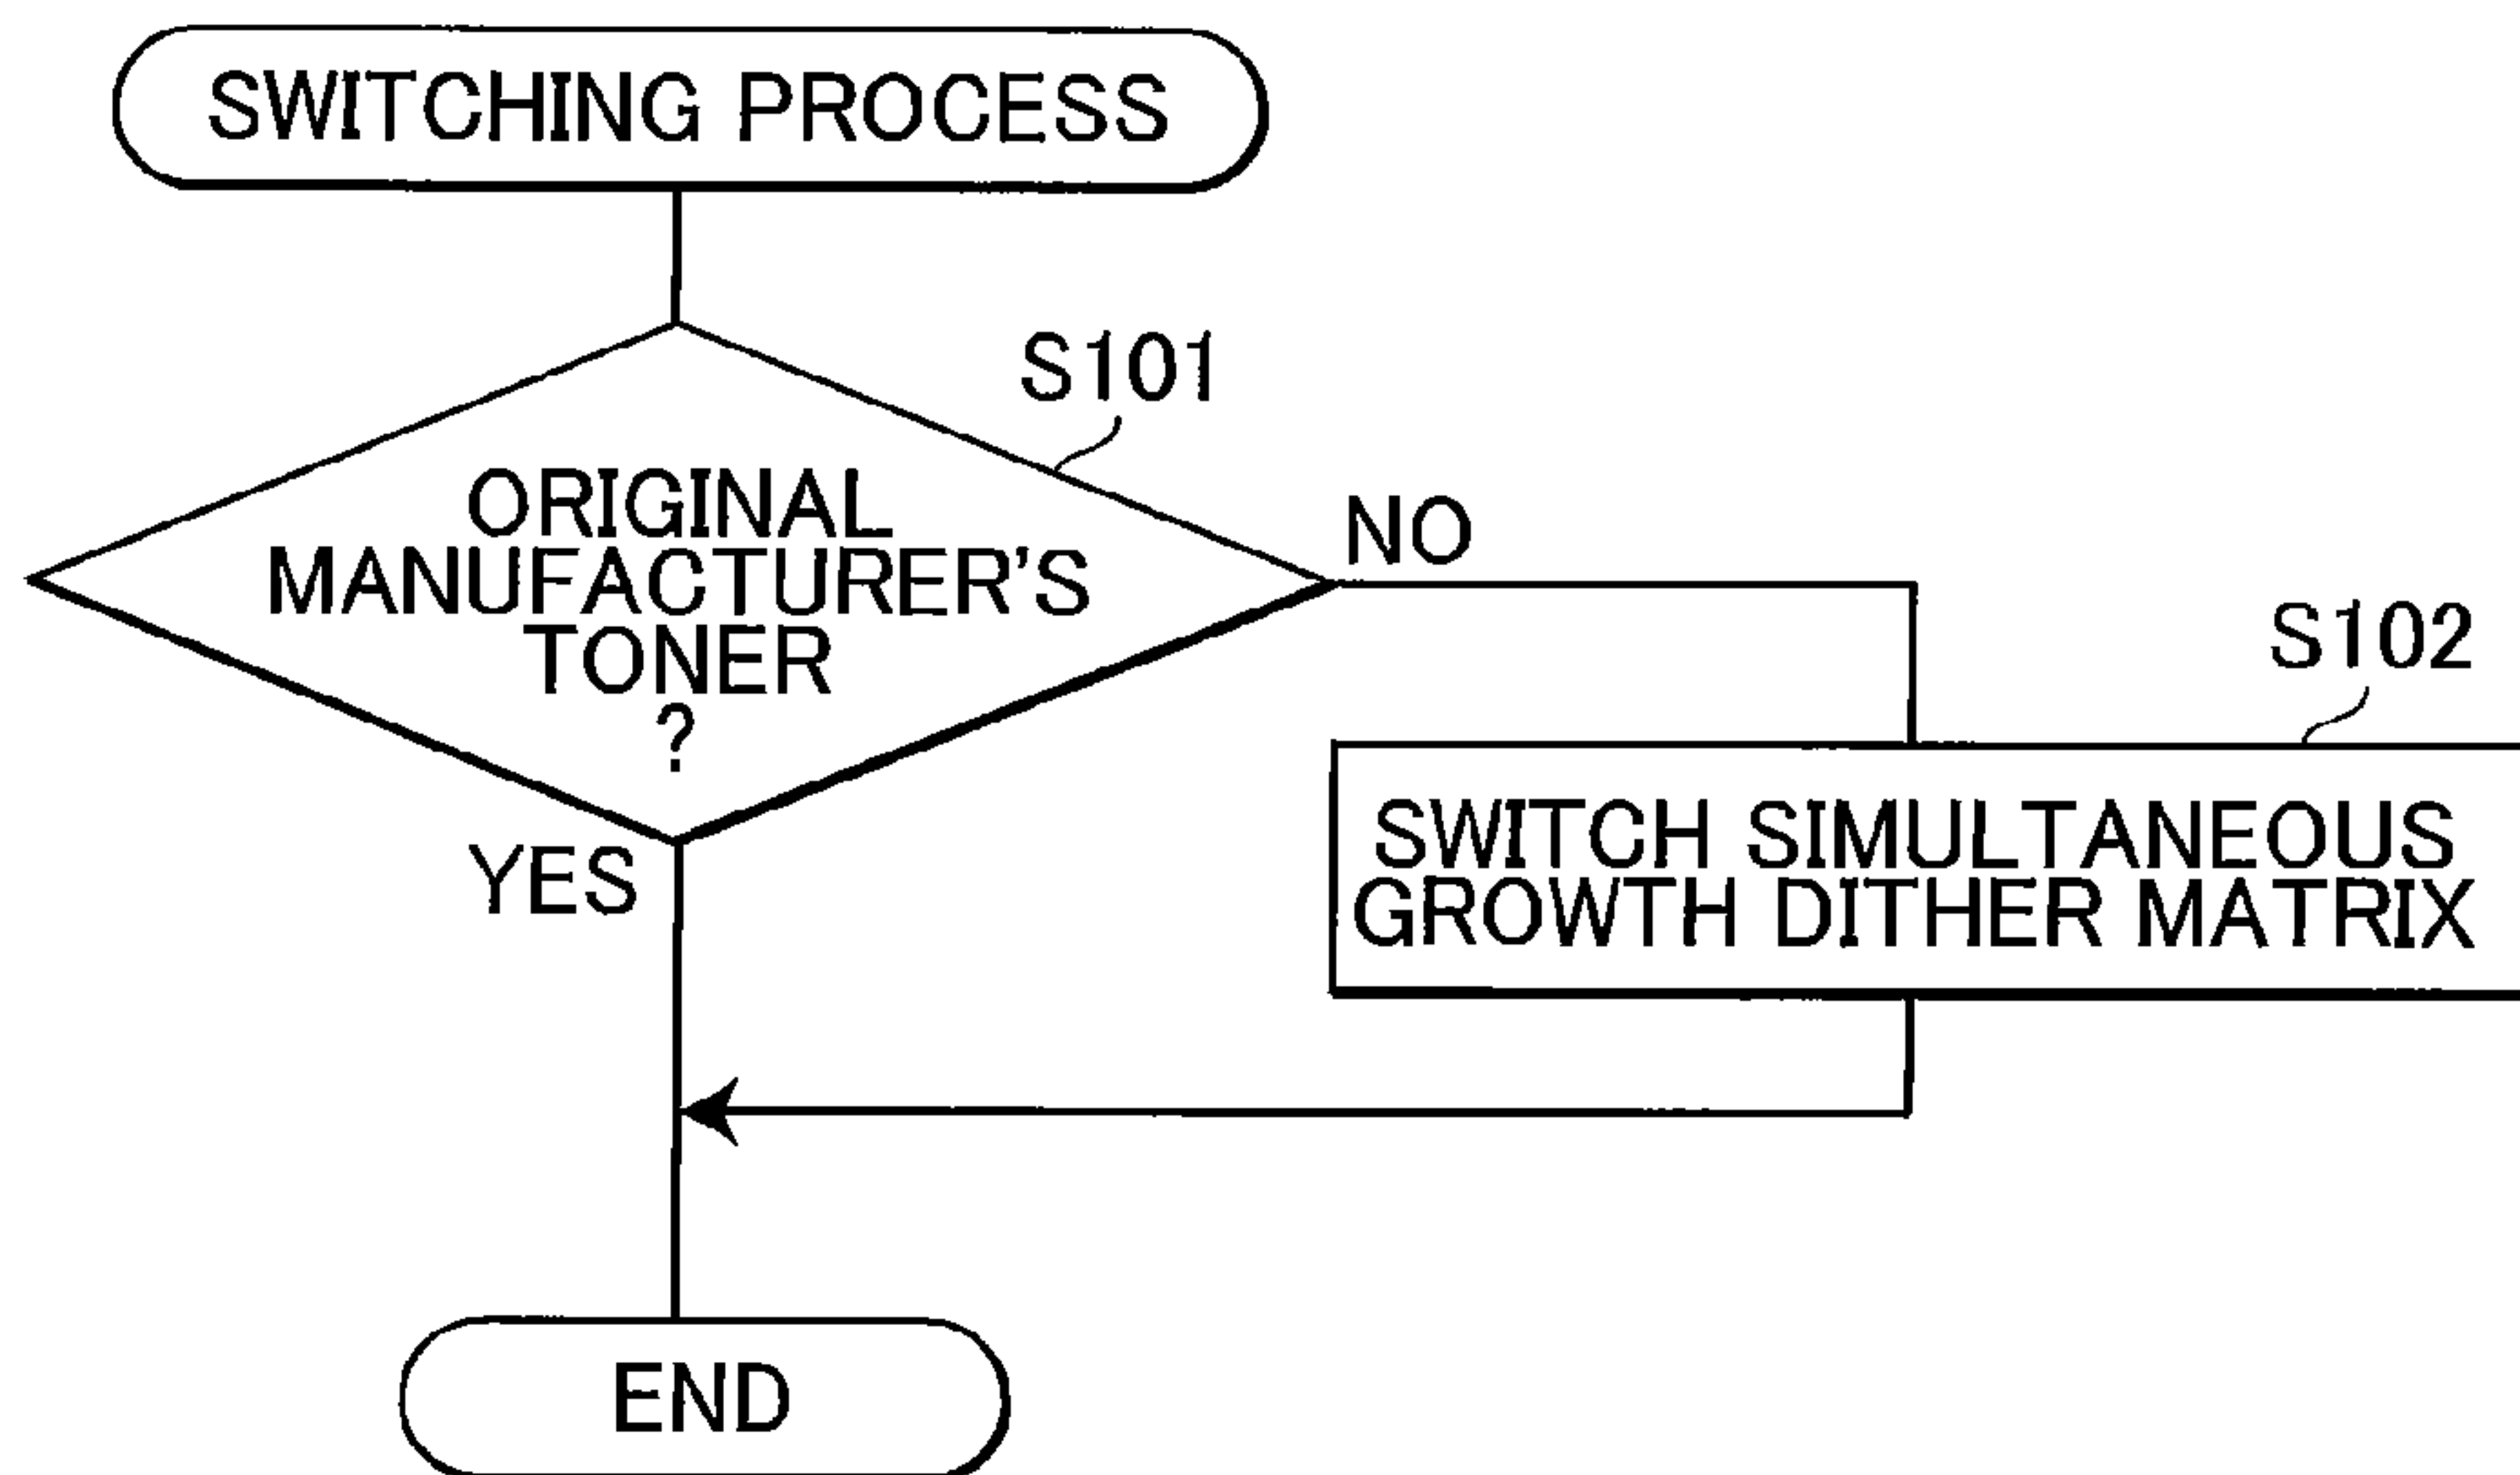 SWITCHING PROCESS
S101
ORIGINAL
MANUFACTURER'S
TONER
?
NO
YES
S102
SWITCH SIMULTANEOUS
GROWTH DITHER MATRIX
END